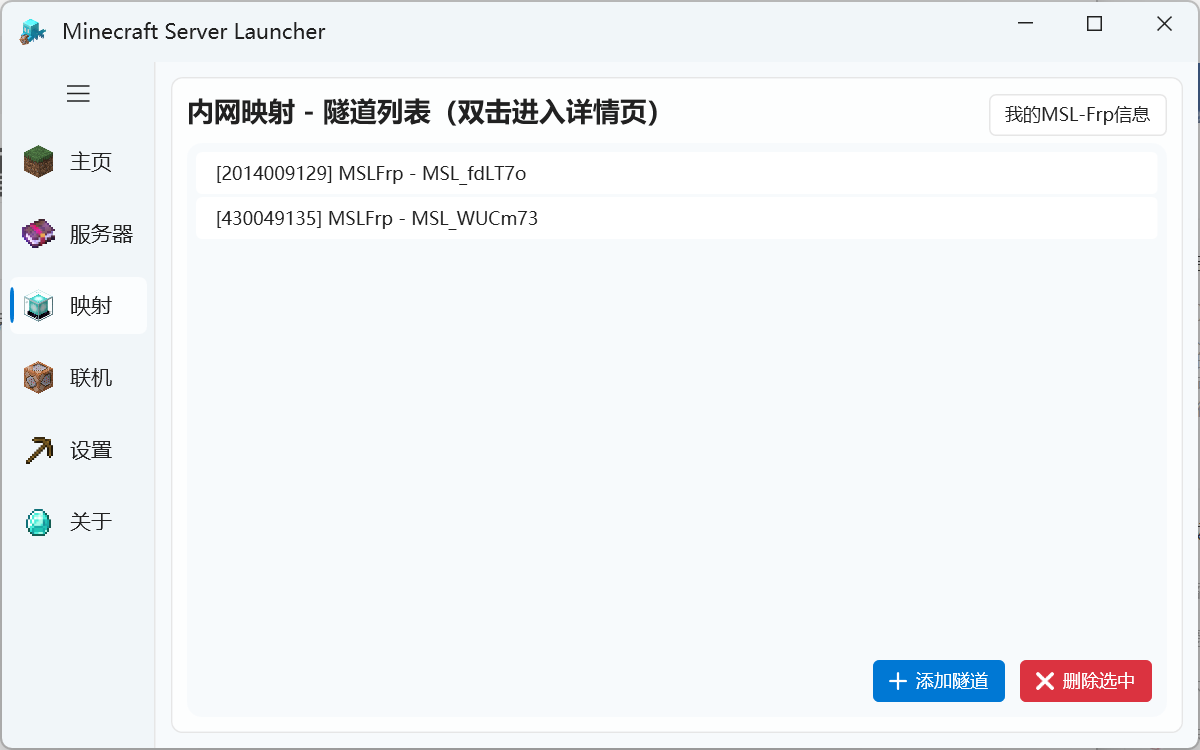 Minecraft Server Launcher
主页
服务器
映射
联机
设置
关于
内网映射 - 隧道列表（双击进入详情页）
我的MSL-Frp信息
[2014009129] MSLFrp - MSL_fdLT7o
[430049135] MSLFrp - MSL_WUCm73
添加隧道
删除选中